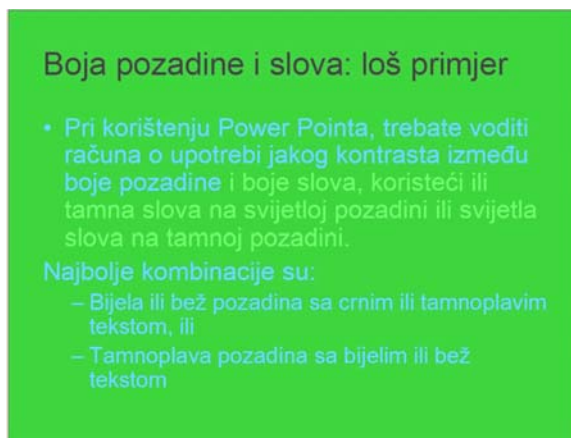 Boja pozadine i slova: loš primjer
• Pri korištenju Power Pointa, trebate voditi
računa o upotrebi jakog kontrasta između
boje pozadine i boje slova, koristeći ili
tamna slova na svijetloj pozadini ili svijetla
slova na tamnoj pozadini.
Najbolje kombinacije su:
– Bijela ili bež pozadina sa crnim ili tamnoplavim
tekstom, ili
– Tamnoplava pozadina sa bijelim ili bež
tekstom